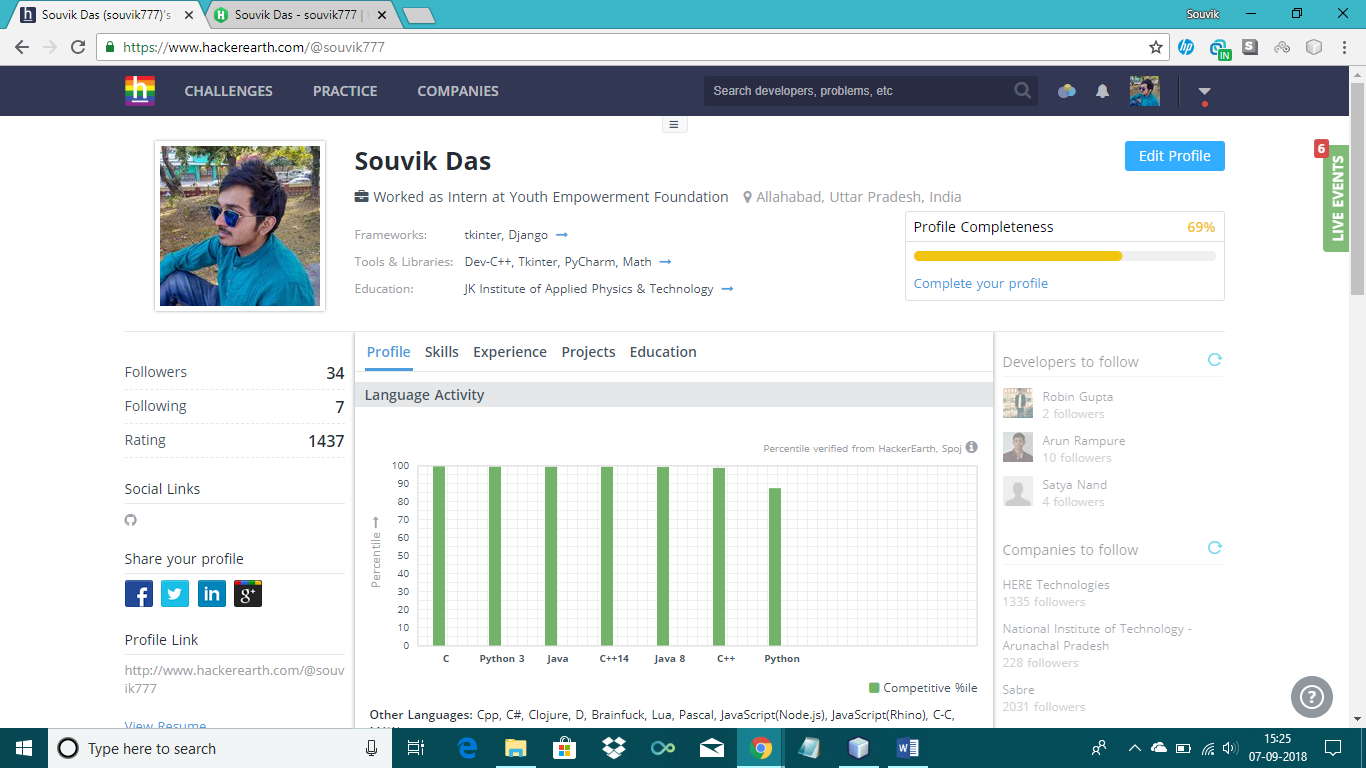 Souvik Das (souvik777)'s
Souvik Das - souvik777 |
Souvik
https://www.hackerearth.com/@souvik777
CHALLENGES PRACTICE COMPANIES
Search developers, problems, etc
Souvik Das
Edit Profile
Worked as Intern at Youth Empowerment Foundation
Allahabad, Uttar Pradesh, India
Frameworks: tkinter, Django
Tools & Libraries: Dev-C++, Tkinter, PyCharm, Math
Education: JK Institute of Applied Physics & Technology
Profile Completeness 69%
Complete your profile
6
LIVE EVENTS
Followers 34
Following 7
Rating 1437
Social Links
Share your profile
Profile Link
http://www.hackerearth.com/@souv
ik777
View Resume
Profile Skills Experience Projects Education
Language Activity
Percentile verified from HackerEarth, Spoj
Percentile
100
90
80
70
60
50
40
30
20
10
0
C Python 3 Java C++14 Java 8 C++ Python
Competitive %ile
Other Languages: Cpp, C#, Clojure, D, Brainfuck, Lua, Pascal, JavaScript(Node.js), JavaScript(Rhino), C-C,
Developers to follow
Robin Gupta
2 followers
Arun Rampure
10 followers
Satya Nand
4 followers
Companies to follow
HERE Technologies
1335 followers
National Institute of Technology -
Arunachal Pradesh
228 followers
Sabre
2031 followers
Type here to search
15:25
07-09-2018